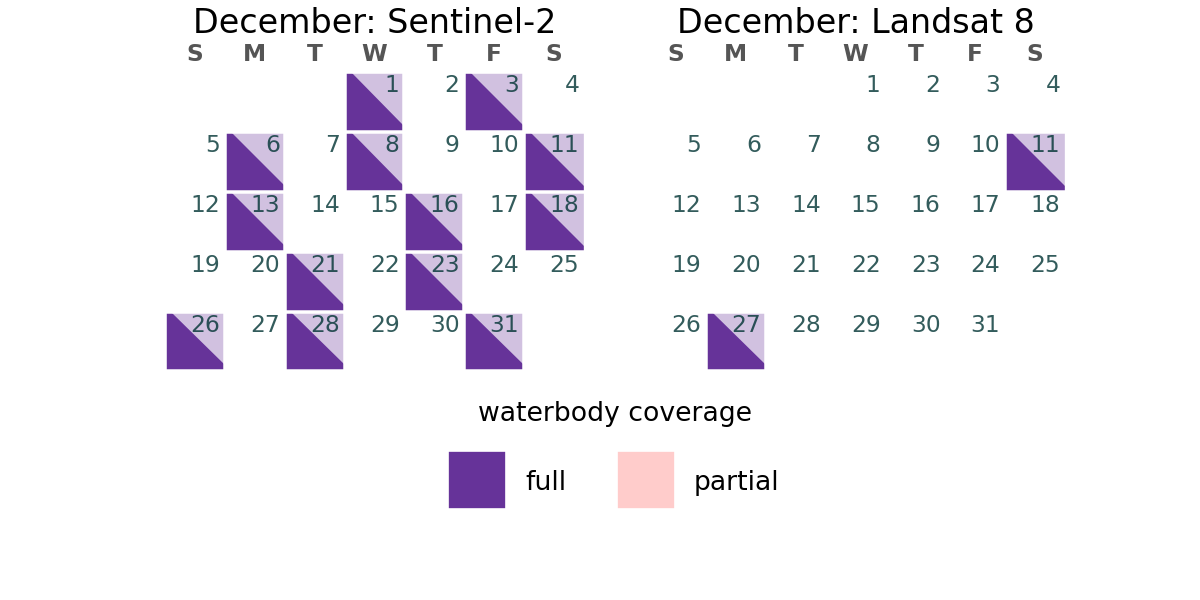 December: Sentinel-2
S M T W T F S
1 2 3 4
5 6 7 8 9 10 11
12 13 14 15 16 17 18
19 20 21 22 23 24 25
26 27 28 29 30 31
December: Landsat 8
S M T W T F S
1 2 3 4
5 6 7 8 9 10 11
12 13 14 15 16 17 18
19 20 21 22 23 24 25
26 27 28 29 30 31
waterbody coverage
full partial